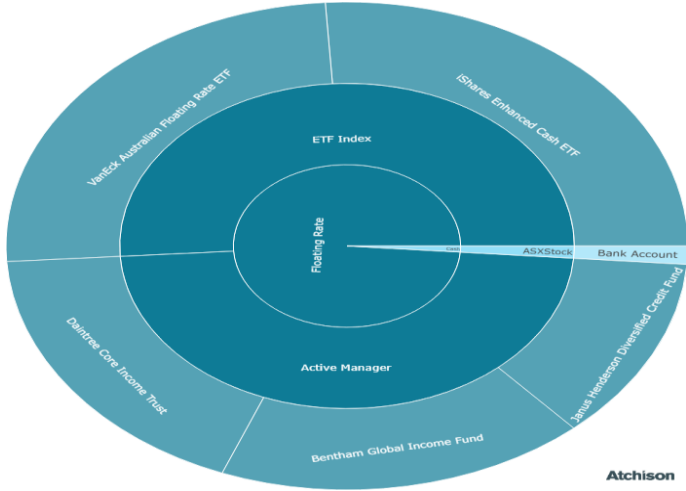 VanEck Australian Floating Rate ETF
iShares Enhanced Cash ETF
ETF Index
Floating Rate
Cash
ASXStock
Bank Account
Active Manager
Daintree Core Income Trust
Bentham Global Income Fund
Janus Henderson Diversified Credit Fund
Atchison